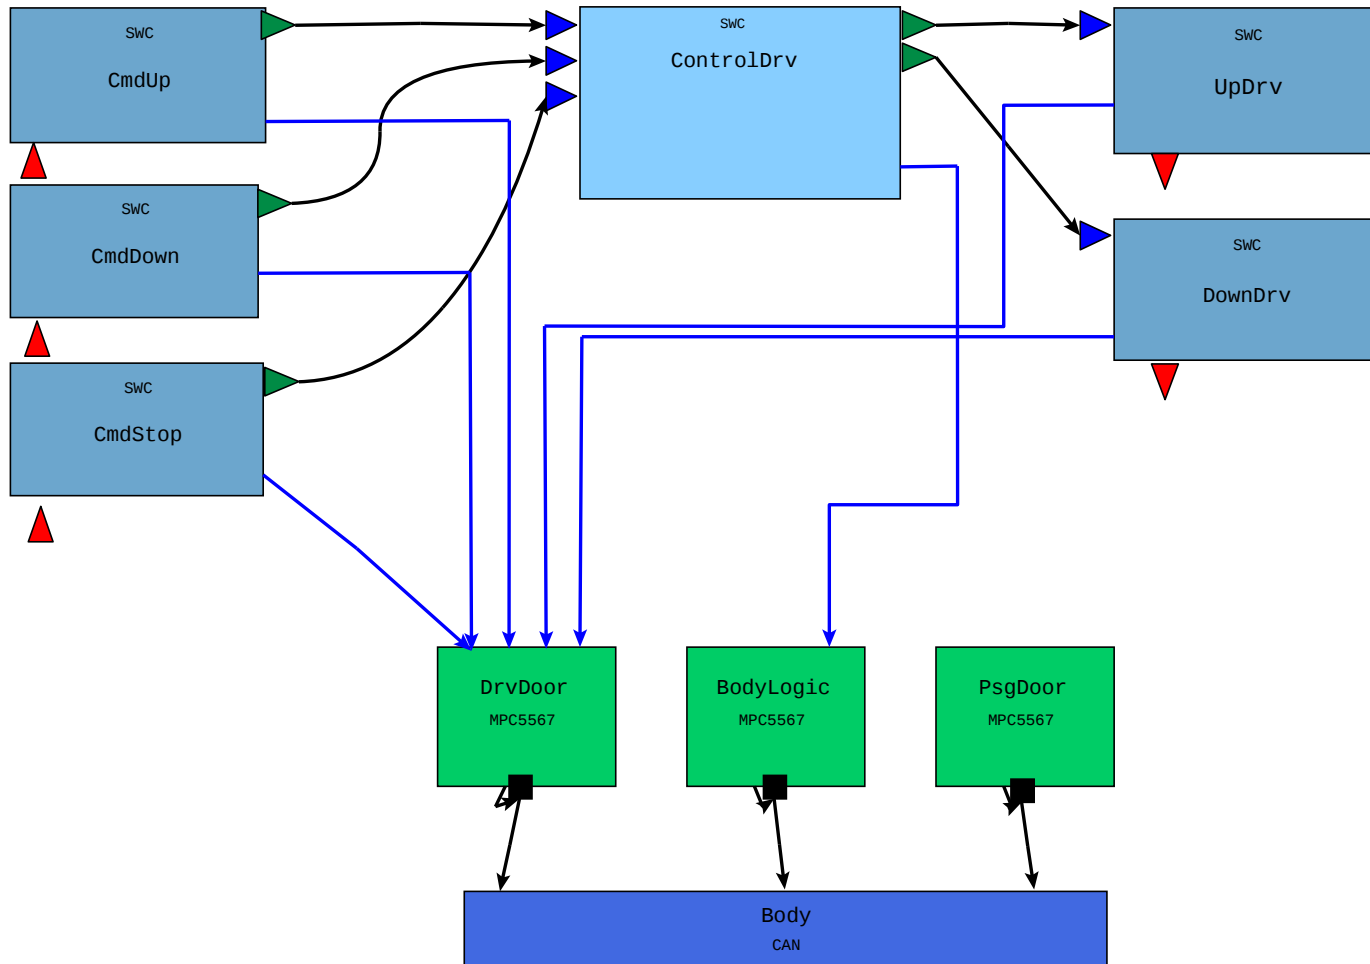 SWC
CmdUp
SWC
ControlDrv
SWC
UpDrv
SWC
CmdDown
SWC
DownDrv
SWC
CmdStop
DrvDoor
MPC5567
BodyLogic
MPC5567
PsgDoor
MPC5567
Body
CAN